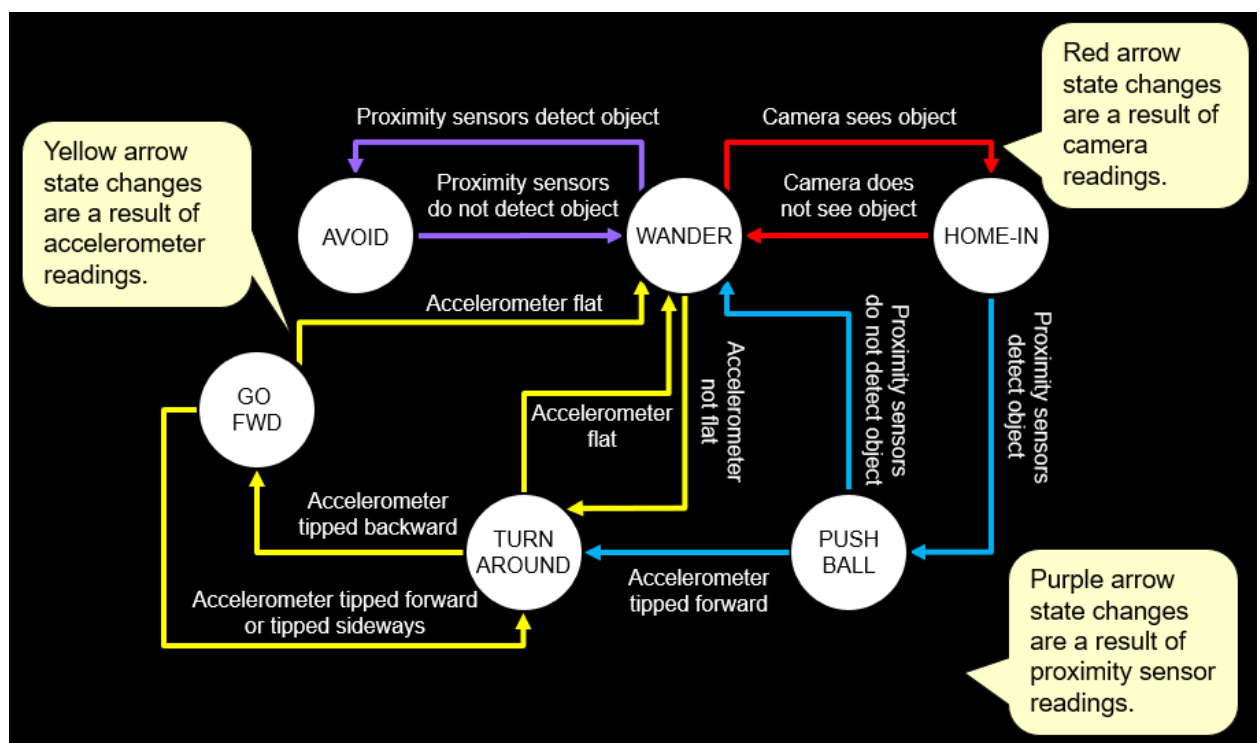 Red arrow
state changes
are a result of
camera
readings.
Proximity sensors detect object
Camera sees object
Yellow arrow
state changes
are a result of
accelerometer
readings.
Proximity sensors
do not detect object
Camera does
not see object
AVOID
WANDER
HOME-IN
Accelerometer flat
Accelerometer
not flat
Proximity sensors
do not detect object
Proximity sensors
detect object
GO
FWD
Accelerometer
flat
Accelerometer
tipped backward
TURN
AROUND
PUSH
BALL
Accelerometer
tipped forward
Accelerometer tipped forward
or tipped sideways
Purple arrow
state changes
are a result of
proximity sensor
readings.